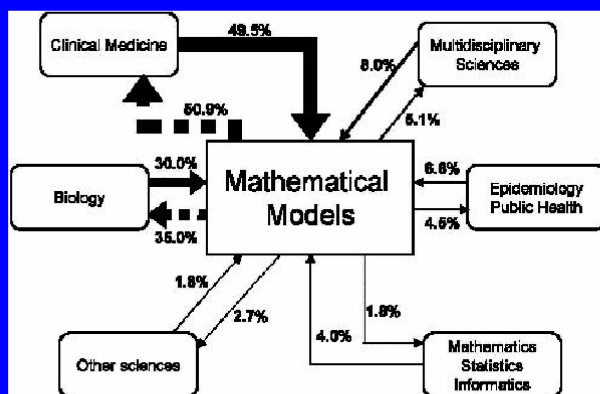 Clinical Medicine
49.5%
Multidisciplinary
Sciences
8.0%
5.1%
50.9%
30.0%
Biology
35.0%
Mathematical
Models
6.6%
Epidemiology
Public Health
4.5%
1.8%
2.7%
Other sciences
4.0%
1.8%
Mathematics
Statistics
Informatics